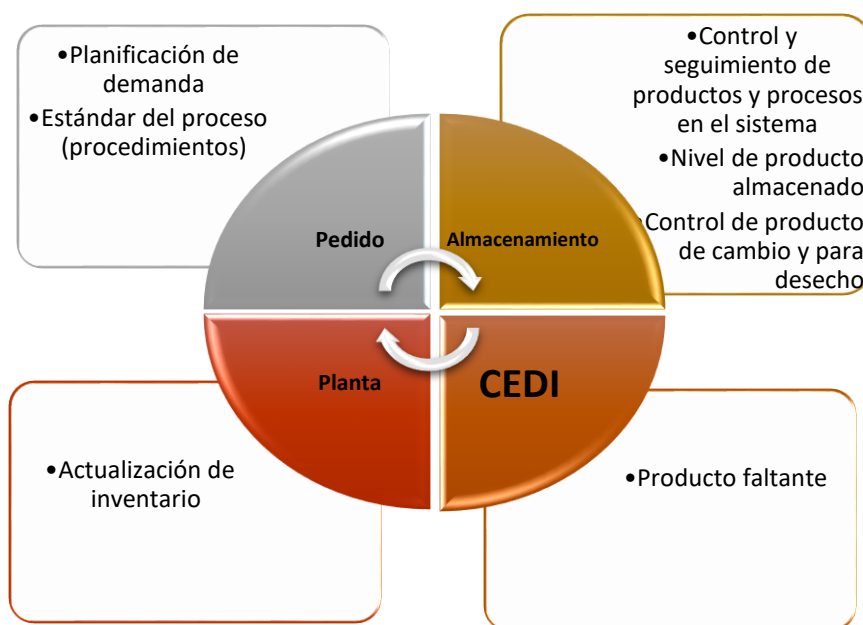 •Planificación de
demanda
•Estándar del proceso
(procedimientos)
•Control y
seguimiento de
productos y procesos
en el sistema
•Nivel de producto
almacenado
•Control de producto
de cambio y para
desecho
Pedido
Almacenamiento
Planta
CEDI
•Actualización de
inventario
•Producto faltante